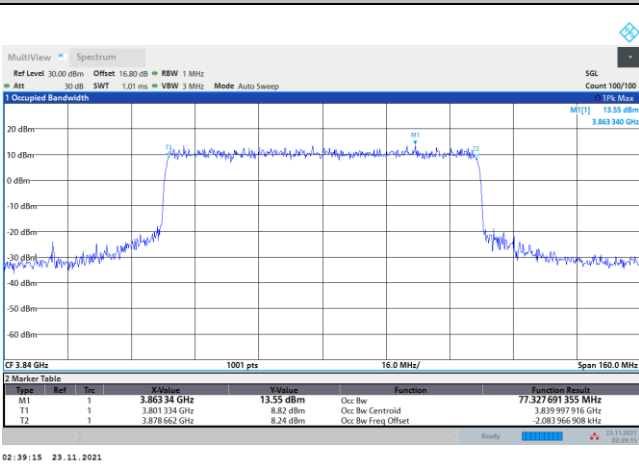 MultiView Spectrum
Ref Level 30.00 dBm Offset 16.80 dB RBW 1 MHz SGL
Att 30 dB SWT 1.01 ms VBW 3 MHz Mode Auto Sweep Count 100/100
1 Occupied Bandwidth 1Pk Max
M1[1] 13.55 dBm
3.863 340 GHz
20 dBm
M1
T1 T2
10 dBm
0 dBm
-10 dBm
-20 dBm
-30 dBm
-40 dBm
-50 dBm
-60 dBm
CF 3.84 GHz 1001 pts 16.0 MHz/ Span 160.0 MHz
2 Marker Table
Type Ref Trc X-Value Y-Value Function Function Result
M1 1 3.863 34 GHz 13.55 dBm Occ Bw 77.327 691 355 MHz
T1 1 3.801 334 GHz 8.82 dBm Occ Bw Centroid 3.839 997 916 GHz
T2 1 3.878 662 GHz 8.24 dBm Occ Bw Freq Offset -2.083 966 908 kHz
Ready 23.11.2021
02:39:15
02:39:15 23.11.2021